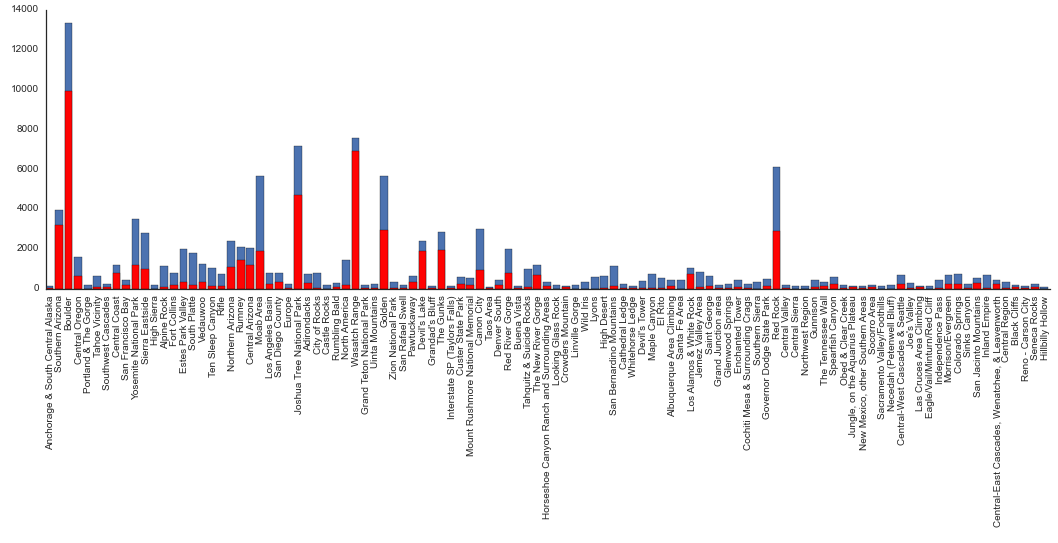 14000
12000
10000
8000
6000
4000
2000
0
Anchorage & South Central Alaska
Southern Arizona
Boulder
Central Oregon
Portland & The Gorge
Tahoe Vicinity
Southwest Cascades
Central Coast
San Francisco Bay
Yosemite National Park
Sierra Eastside
High Sierra
Alpine Rock
Fort Collins
Estes Park Valley
South Platte
Vedauwoo
Ten Sleep Canyon
Rifle
Northern Arizona
Rumney
Central Arizona
Moab Area
Los Angeles Basin
San Diego County
Europe
Joshua Tree National Park
Adirondacks
City of Rocks
Castle Rocks
Rumbling Bald
North America
Wasatch Range
Grand Teton National Park
Uinta Mountains
Golden
Zion National Park
San Rafael Swell
Pawtuckaway
Devil's Lake
Grandad's Bluff
The Gunks
Interstate SP (Taylors Falls)
Custer State Park
Mount Rushmore National Memorial
Canon City
Taos Area
Denver South
Red River Gorge
Buena Vista
Tahquitz & Suicide Rocks
The New River Gorge
Horseshoe Canyon Ranch and Surrounding Areas
Looking Glass Rock
Crowders Mountain
Linville Gorge
Wild Iris
Lyons
High Desert
San Bernardino Mountains
Cathedral Ledge
Whitehorse Ledge
Devil's Tower
Maple Canyon
El Rito
Albuquerque Area Climbing
Santa Fe Area
Los Alamos & White Rock
Jemez Valley Area
Saint George
Grand Junction area
Glenwood Springs
Enchanted Tower
Cochiti Mesa & Surrounding Crags
Southern Sierra
Governor Dodge State Park
Red Rock
Central Valley
Central Sierra
Northwest Region
Gunnison
The Tennessee Wall
Spearfish Canyon
Obed & Clear Creek
Jungle, on the Aquarius Plateau
New Mexico, other Southern Areas
Socorro Area
Sacramento Valley/Foothills
Necedah (Petenwell Bluff)
Central-West Cascades & Seattle
Joe's Valley
Las Cruces Area Climbing
Eagle/Vail/Minturn/Red Cliff
Independence Pass
Morrison/Evergreen
Colorado Springs
Sinks Canyon
San Jacinto Mountains
Inland Empire
Central-East Cascades, Wenatchee, & Leavenworth
Central Region
Black Cliffs
Reno - Carson City
Seneca Rocks
Hillbilly Hollow